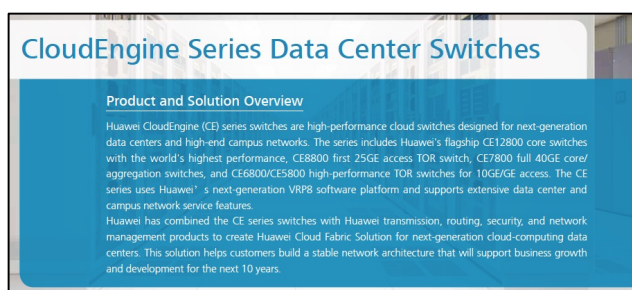 CloudEngine Series Data Center Switches
Product and Solution Overview
Huawei CloudEngine (CE) series switches are high-performance cloud switches designed for next-generation
data centers and high-end campus networks. The series includes Huawei's flagship CE12800 core switches
with the world's highest performance, CE8800 first 25GE access TOR switch, CE7800 full 40GE core/
aggregation switches, and CE6800/CE5800 high-performance TOR switches for 10GE/GE access. The CE
series uses Huawei’s next-generation VRP8 software platform and supports extensive data center and
campus network service features.
Huawei has combined the CE series switches with Huawei transmission, routing, security, and network
management products to create Huawei Cloud Fabric Solution for next-generation cloud-computing data
centers. This solution helps customers build a stable network architecture that will support business growth
and development for the next 10 years.